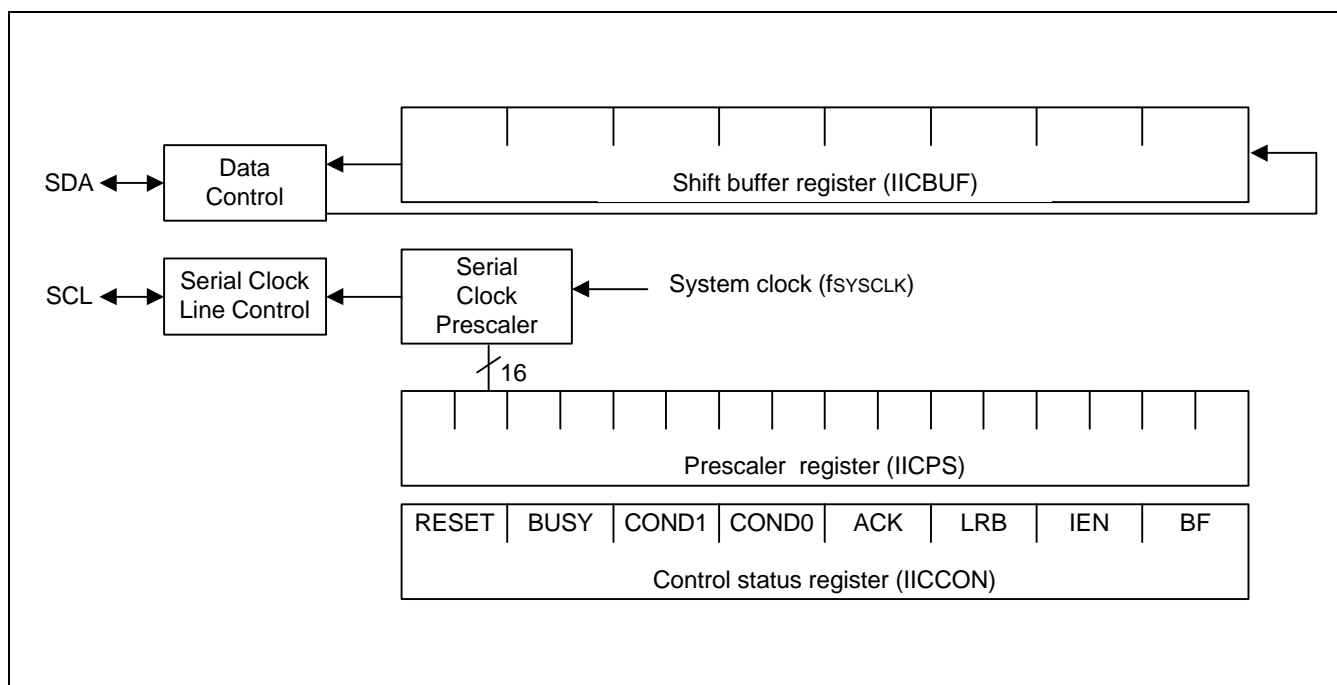 Shift buffer register (IICBUF)
SDA
Data
Control
SCL
Serial Clock
Line Control
Serial
Clock
Prescaler
System clock (fSYSCLK)
16
Prescaler register (IICPS)
RESET BUSY COND1 COND0 ACK LRB IEN BF
Control status register (IICCON)